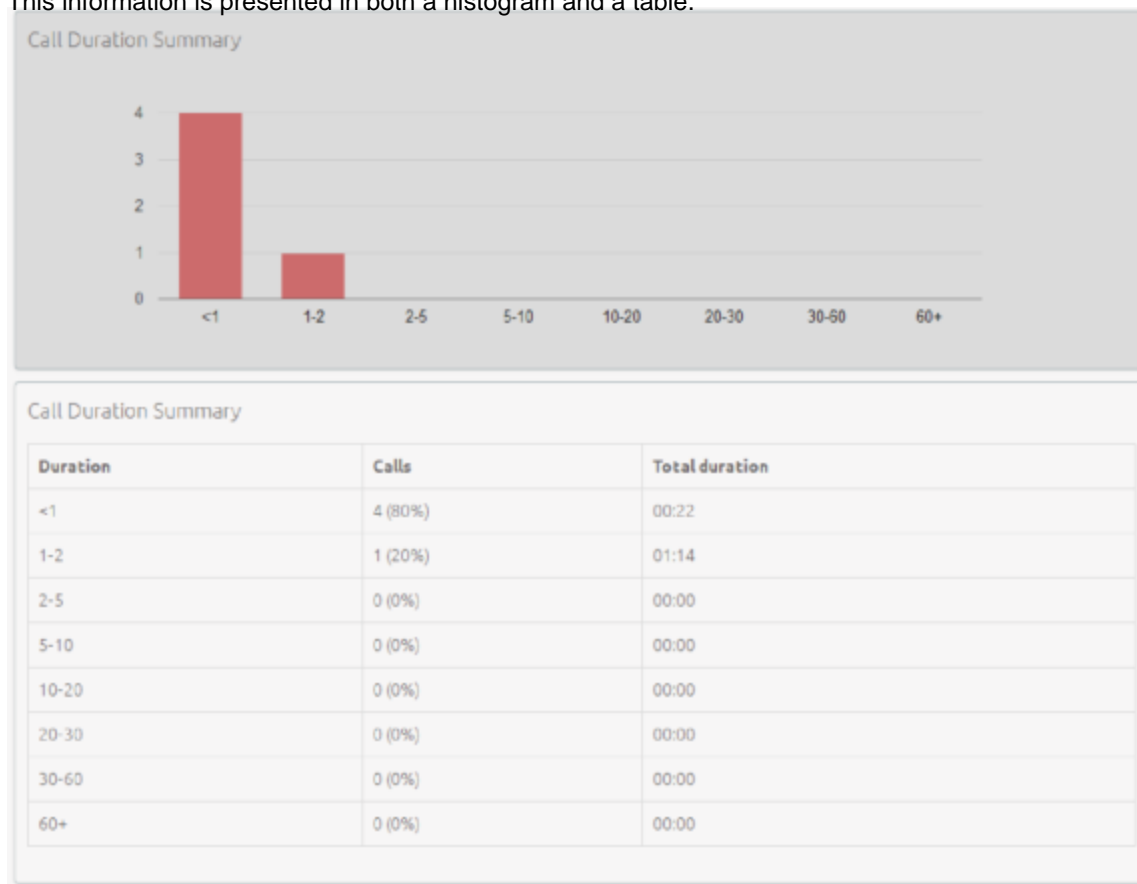 This information is presented in both a histogram and a table.
Call Duration Summary
4
3
2
1
0
<1 1-2 2-5 5-10 10-20 20-30 30-60 60+
Call Duration Summary
Duration Calls Total duration
<1 4 (80%) 00:22
1-2 1 (20%) 01:14
2-5 0 (0%) 00:00
5-10 0 (0%) 00:00
10-20 0 (0%) 00:00
20-30 0 (0%) 00:00
30-60 0 (0%) 00:00
60+ 0 (0%) 00:00